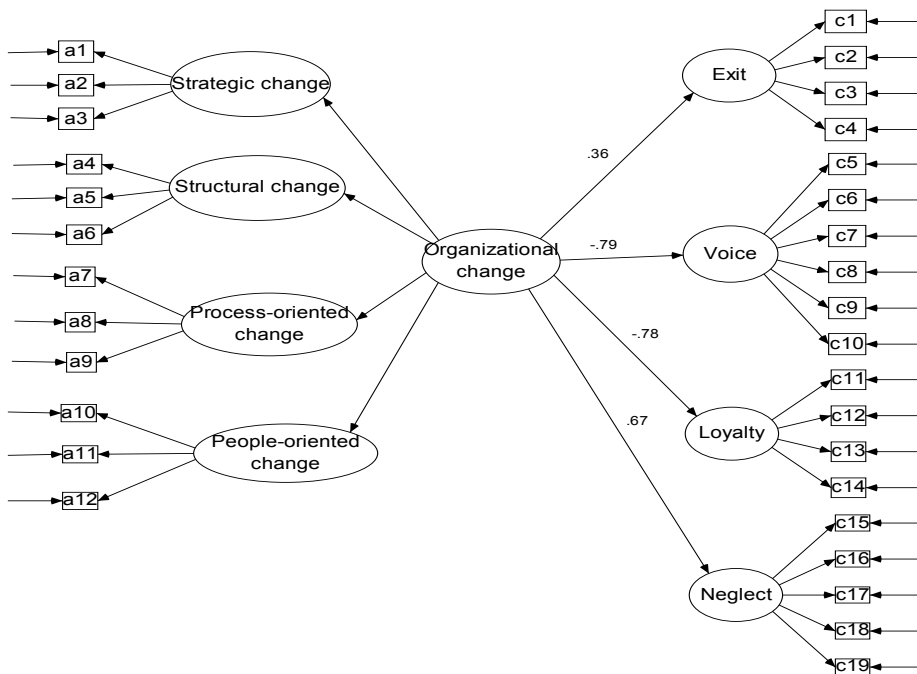 a1
a2
a3
Strategic change
a4
a5
a6
Structural change
a7
a8
a9
Process-oriented
change
a10
a11
a12
People-oriented
change
Organizational
change
.36
-.79
-.78
.67
Exit
c1
c2
c3
c4
Voice
c5
c6
c7
c8
c9
c10
Loyalty
c11
c12
c13
c14
Neglect
c15
c16
c17
c18
c19